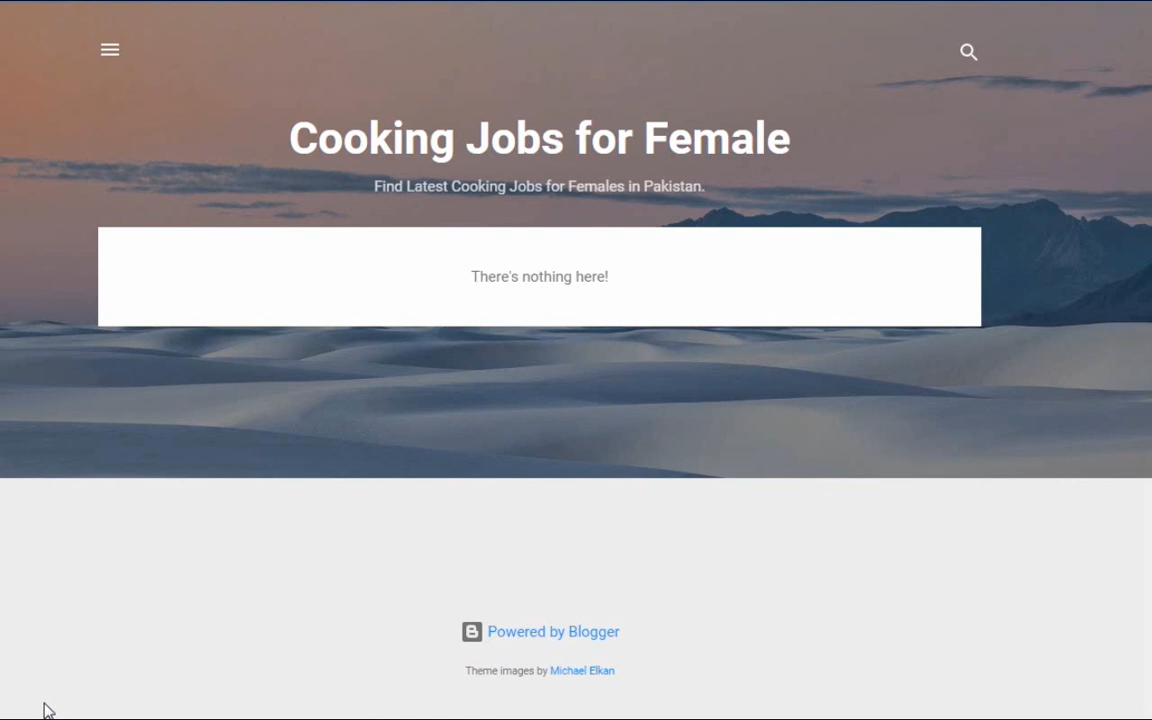 Cooking Jobs for Female
Find Latest Cooking Jobs for Females in Pakistan.
There's nothing here!
Powered by Blogger
Theme images by Michael Elkan